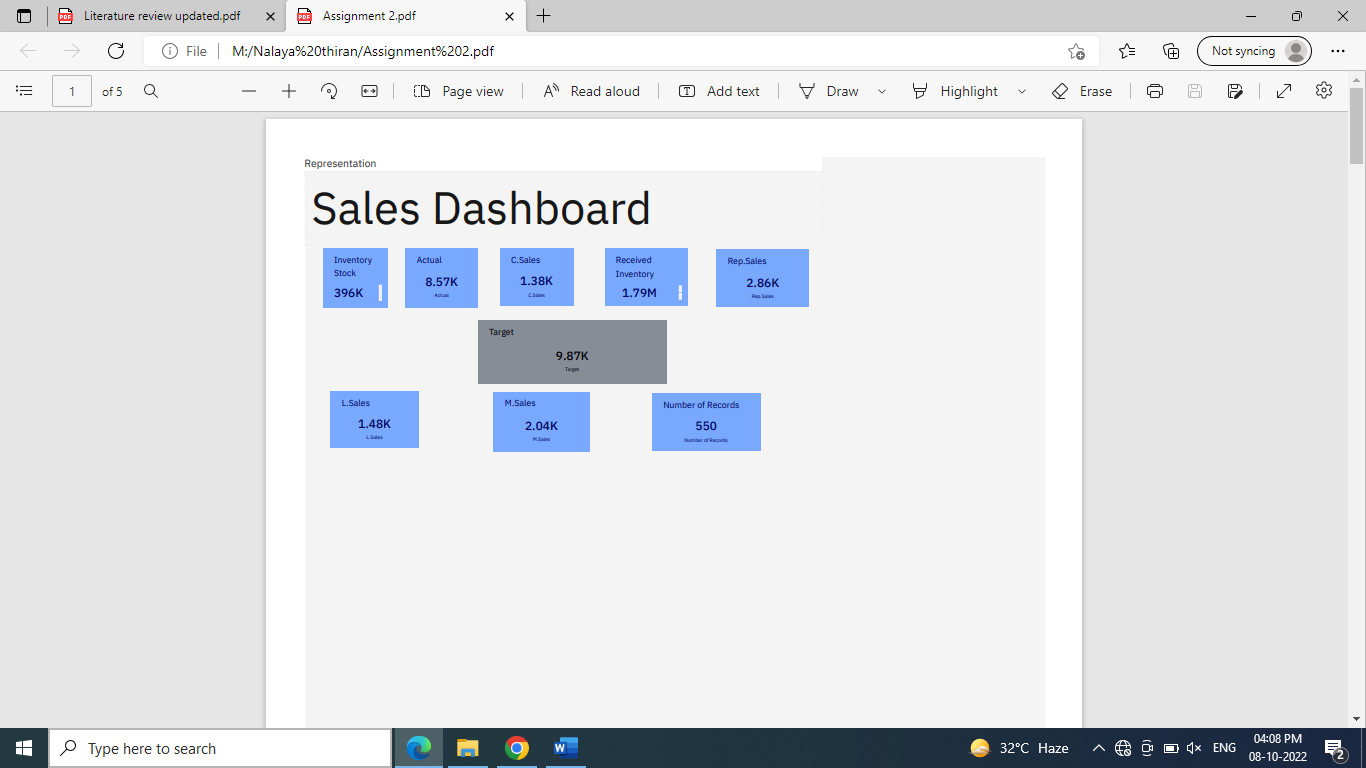 Literature review updated.pdf
Assignment 2.pdf
File
M:/Nalaya%20thiran/Assignment%202.pdf
Not syncing
1 of 5
Page view
Read aloud
Add text
Draw
Highlight
Erase
Representation
Sales Dashboard
Inventory
Stock
396K
Actual
8.57K
Actual
C.Sales
1.38K
C.Sales
Received
Inventory
1.79M
Rep.Sales
2.86K
Rep.Sales
Target
9.87K
Target
L.Sales
1.48K
L.Sales
M.Sales
2.04K
M.Sales
Number of Records
550
Number of Records
Type here to search
32°C Haze
ENG
04:08 PM
08-10-2022
2